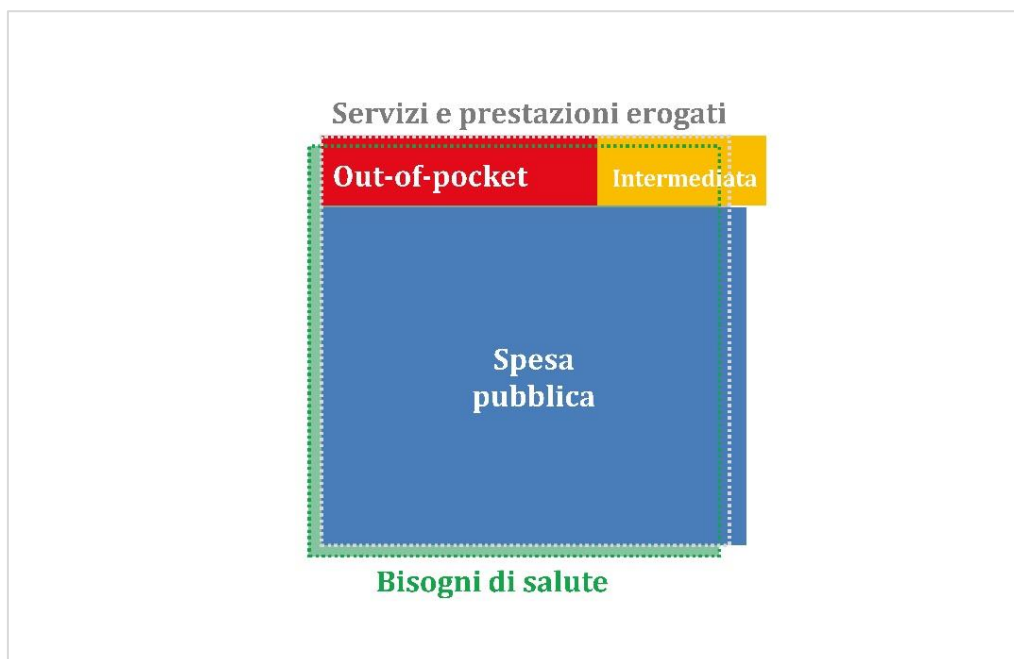 Servizi e prestazioni erogati
Out-of-pocket
Intermediata
Spesa
pubblica
Bisogni di salute